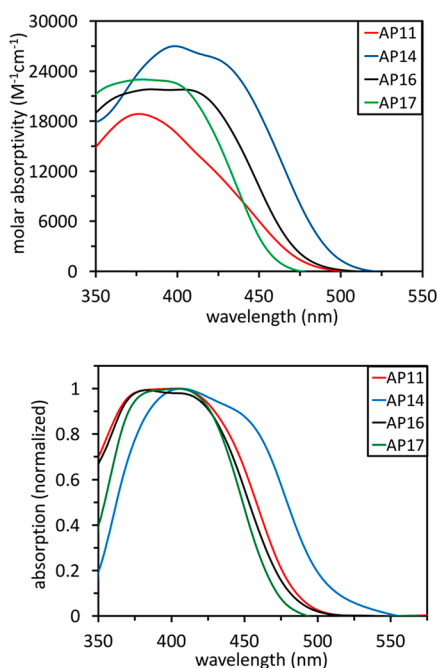 molar absorptivity (M⁻¹cm⁻¹)
30000
24000
18000
12000
6000
0
AP11
AP14
AP16
AP17
350 400 450 500 550
wavelength (nm)
absorption (normalized)
1
0.8
0.6
0.4
0.2
0
AP11
AP14
AP16
AP17
350 400 450 500 550
wavelength (nm)